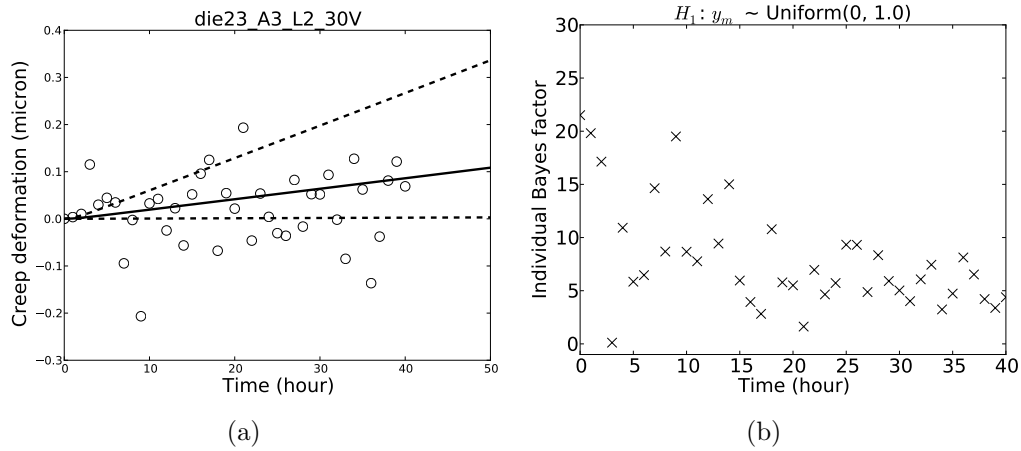 die23_A3_L2_30V
Creep deformation (micron)
0.4
0.3
0.2
0.1
0.0
−0.1
−0.2
−0.3
0 10 20 30 40 50
Time (hour)
(a)
H₁: yₘ ~ Uniform(0, 1.0)
Individual Bayes factor
30
25
20
15
10
5
0
0 5 10 15 20 25 30 35 40
Time (hour)
(b)